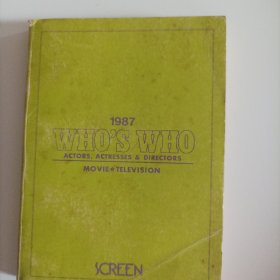 1987
WHO'S WHO
ACTORS, ACTRESSES & DIRECTORS
MOVIE★TELEVISION
SCREEN